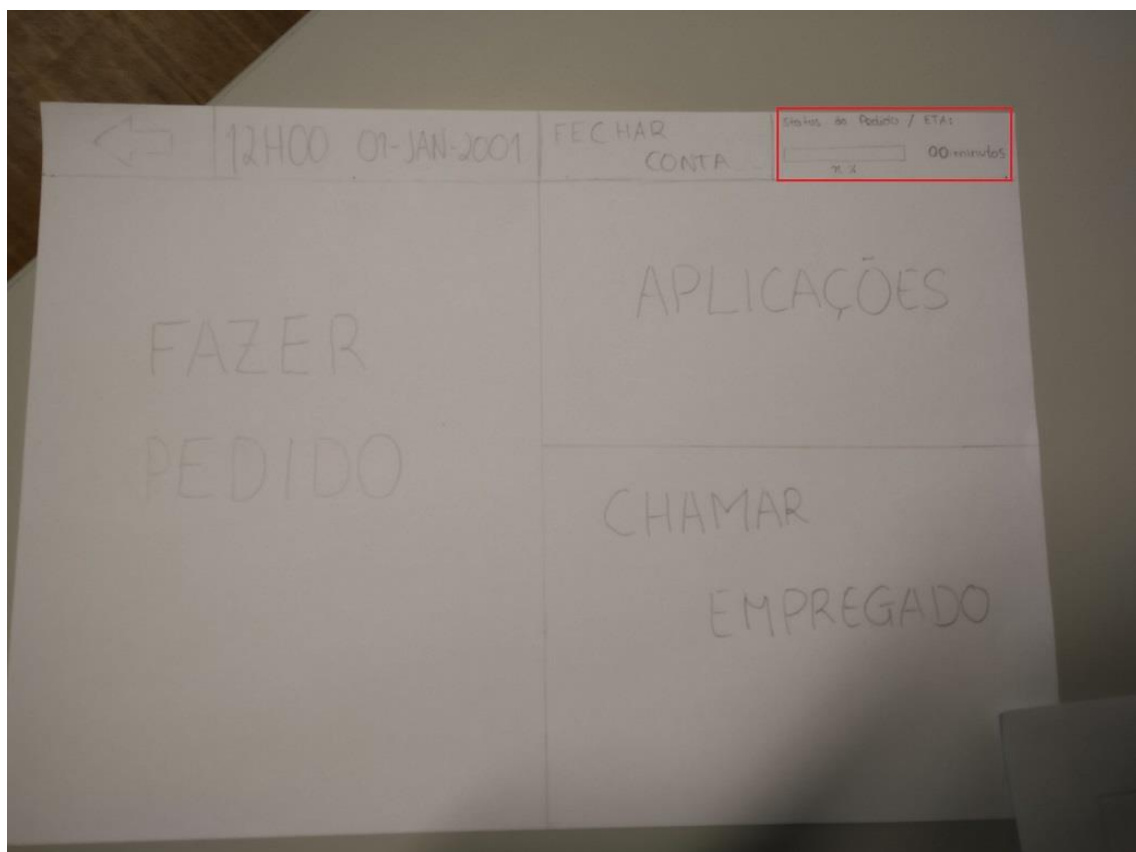 12H00 01-JAN-2001
FECHAR
CONTA
Status do Pedido / ETA:
00 minutos
FAZER
PEDIDO
APLICAÇÕES
CHAMAR
EMPREGADO